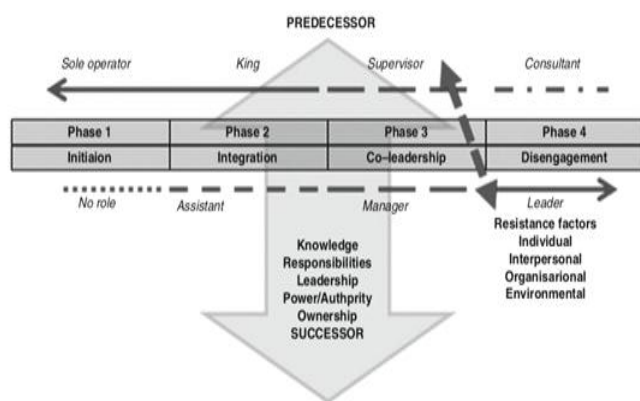 PREDECESSOR
Sole operator King Supervisor Consultant
Phase 1 Phase 2 Phase 3 Phase 4
Initiaion Integration Co-leadership Disengagement
No role Assistant Manager Leader
Resistance factors
Individual
Interpersonal
Organisarional
Environmental
Knowledge
Responsibilities
Leadership
Power/Authprity
Ownership
SUCCESSOR